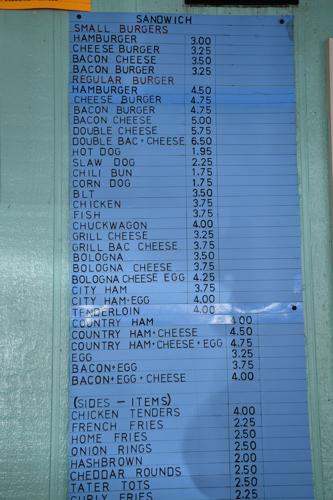 SANDWICH
SMALL BURGERS
HAMBURGER 3.00
CHEESE BURGER 3.25
BACON CHEESE 3.50
BACON BURGER 3.25
REGULAR BURGER
HAMBURGER 4.50
CHEESE BURGER 4.75
BACON BURGER 4.75
BACON CHEESE 5.00
DOUBLE CHEESE 5.75
DOUBLE BAC+CHEESE 6.50
HOT DOG 1.95
SLAW DOG 2.25
CHILI BUN 1.75
CORN DOG 1.75
BLT 3.50
CHICKEN 3.75
FISH 3.75
CHUCKWAGON 4.00
GRILL CHEESE 3.25
GRILL BAC CHEESE 3.75
BOLOGNA 3.50
BOLOGNA CHEESE 3.75
BOLOGNA CHEESE EGG 4.25
CITY HAM 3.75
CITY HAM+EGG 4.00
TENDERLOIN 4.00
COUNTRY HAM 4.00
COUNTRY HAM+CHEESE 4.50
COUNTRY HAM+CHEESE+EGG 4.75
EGG 3.25
BACON+EGG 3.75
BACON+EGG+CHEESE 4.00
(SIDES - ITEMS)
CHICKEN TENDERS 4.00
FRENCH FRIES 2.25
HOME FRIES 2.50
ONION RINGS 2.50
HASHBROWN 2.00
CHEDDAR ROUNDS 2.50
TATER TOTS 2.50
CURLY FRIES 2.25